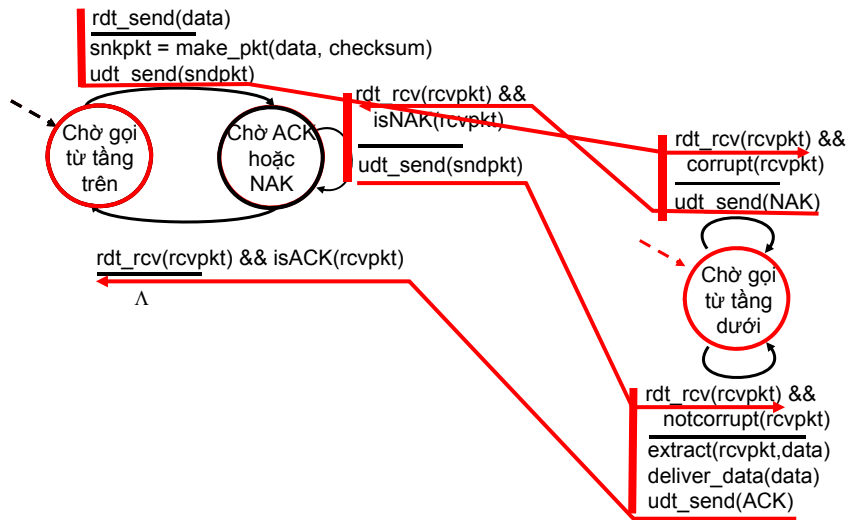 rdt_send(data)
snkpkt = make_pkt(data, checksum)
udt_send(sndpkt)
Chờ gọi
từ tầng
trên
Chờ ACK
hoặc
NAK
rdt_rcv(rcvpkt) &&
isNAK(rcvpkt)
udt_send(sndpkt)
rdt_rcv(rcvpkt) && isACK(rcvpkt)
Λ
rdt_rcv(rcvpkt) &&
corrupt(rcvpkt)
udt_send(NAK)
Chờ gọi
từ tầng
dưới
rdt_rcv(rcvpkt) &&
notcorrupt(rcvpkt)
extract(rcvpkt,data)
deliver_data(data)
udt_send(ACK)